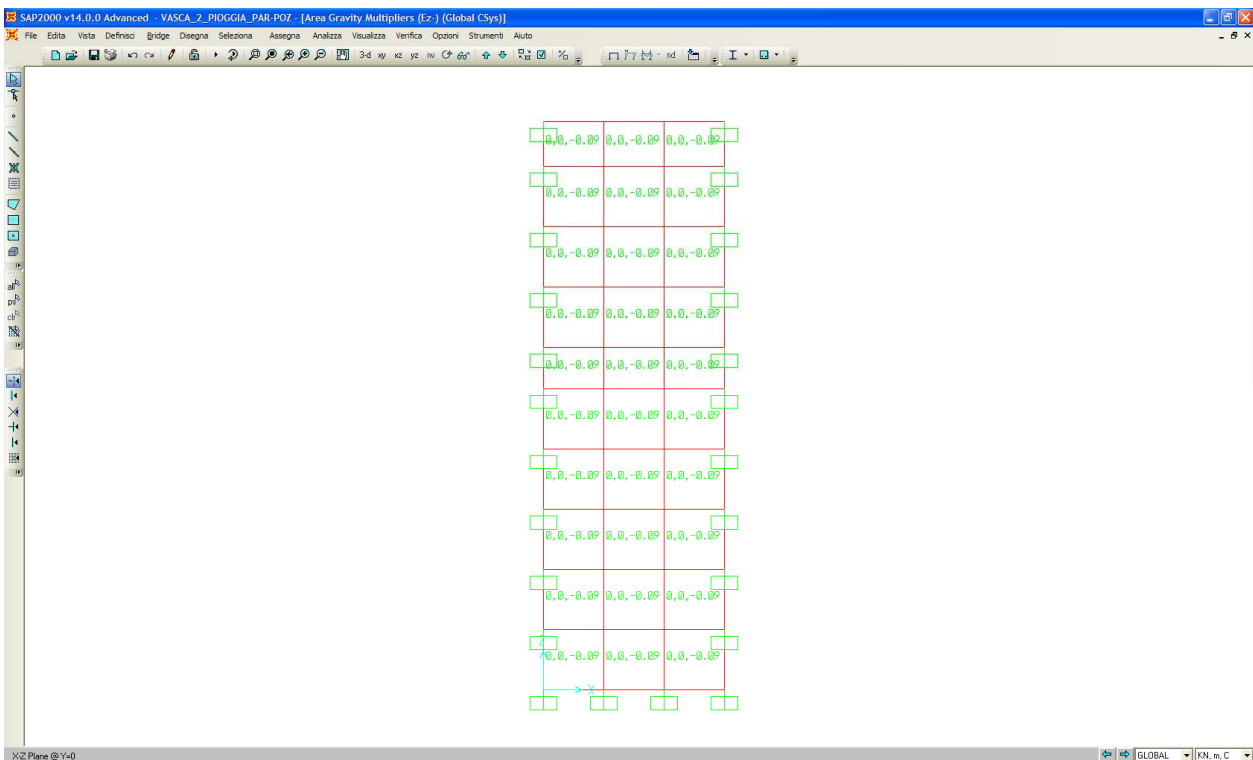 SAP2000 v14.0.0 Advanced - VASCA_2_PIOGGIA_PAR-POZ - [Area Gravity Multipliers (Ez-) (Global CSys)]
File Edita Vista Definisci Bridge Disegna Seleziona Assegna Analizza Visualizza Verifica Opzioni Strumenti Aiuto
3-d xy xz yz nv nd
all
ps
clr
0,0,-0.09 0,0,-0.09 0,0,-0.09
0,0,-0.09 0,0,-0.09 0,0,-0.09
0,0,-0.09 0,0,-0.09 0,0,-0.09
0,0,-0.09 0,0,-0.09 0,0,-0.09
0,0,-0.09 0,0,-0.09 0,0,-0.09
0,0,-0.09 0,0,-0.09 0,0,-0.09
0,0,-0.09 0,0,-0.09 0,0,-0.09
0,0,-0.09 0,0,-0.09 0,0,-0.09
0,0,-0.09 0,0,-0.09 0,0,-0.09
Z
0,0,-0.09 0,0,-0.09 0,0,-0.09
X
X-Z Plane @ Y=0 GLOBAL KN, m, C